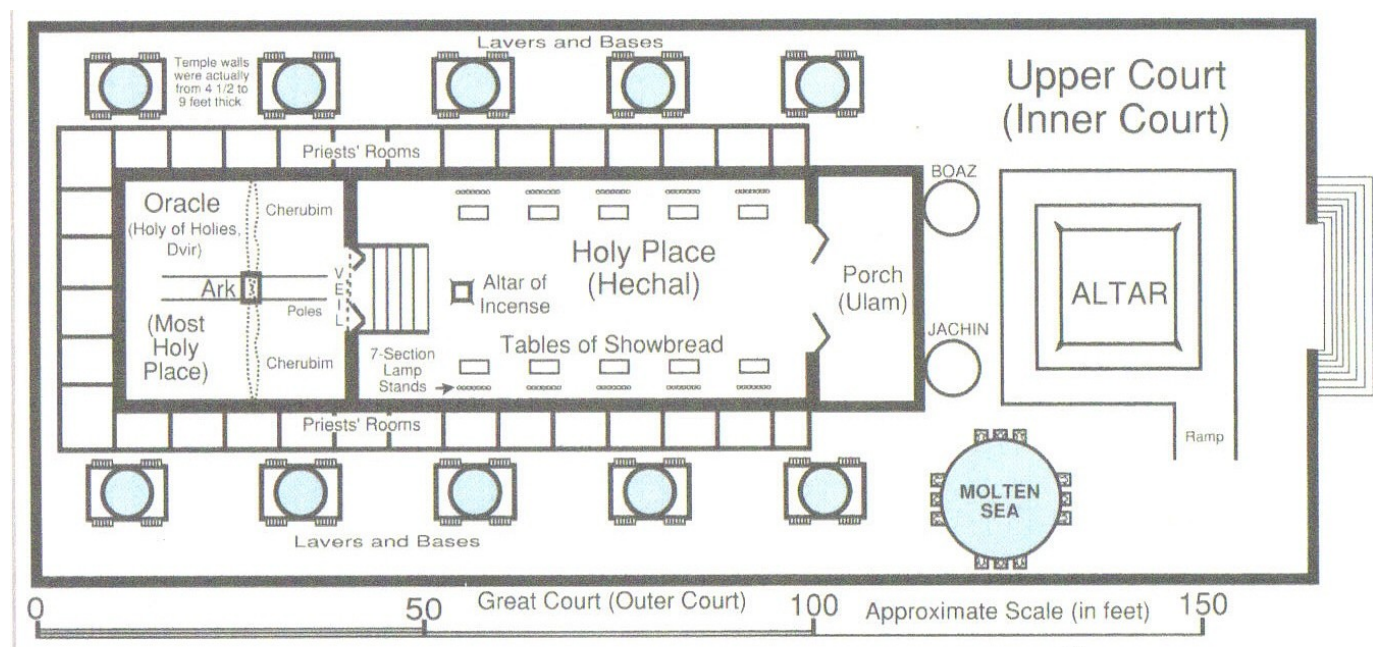 Lavers and Bases
Temple walls
were actually
from 4 1/2 to
9 feet thick
Upper Court
(Inner Court)
Priests' Rooms
BOAZ
Oracle
(Holy of Holies,
Dvir)
Cherubim
Ark
Poles
VEIL
(Most
Holy
Place)
Cherubim
Altar of
Incense
Holy Place
(Hechal)
Tables of Showbread
7-Section
Lamp
Stands
Porch
(Ulam)
JACHIN
ALTAR
Ramp
Priests' Rooms
MOLTEN
SEA
Lavers and Bases
0
50
Great Court (Outer Court)
100
Approximate Scale (in feet)
150